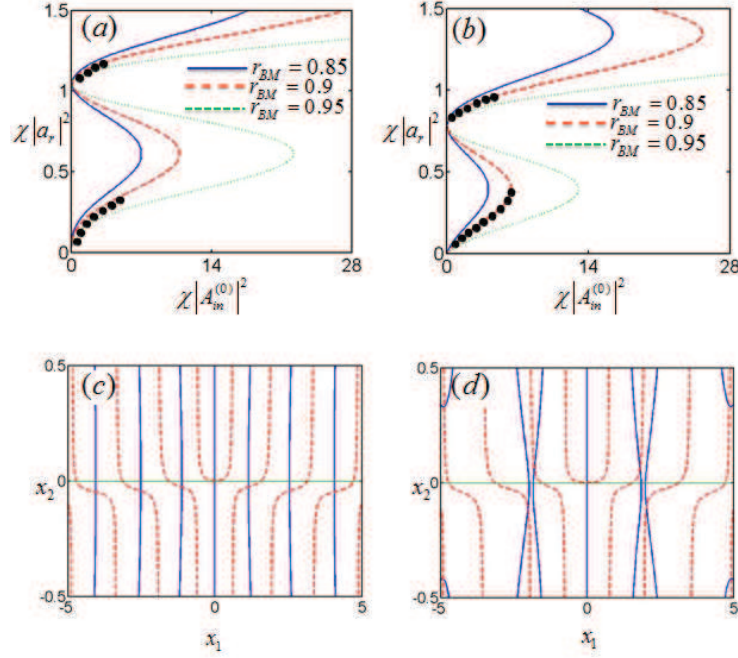 (a)
1.5
1
0.5
0
χ|a_r|^2
r_BM = 0.85
r_BM = 0.9
r_BM = 0.95
0 14 28
χ|A_in^(0)|^2
(b)
1.5
1
0.5
0
χ|a_r|^2
r_BM = 0.85
r_BM = 0.9
r_BM = 0.95
0 14 28
χ|A_in^(0)|^2
(c)
0.5
0
-0.5
x_2
-5 0 5
x_1
(d)
0.5
0
-0.5
x_2
-5 0 5
x_1